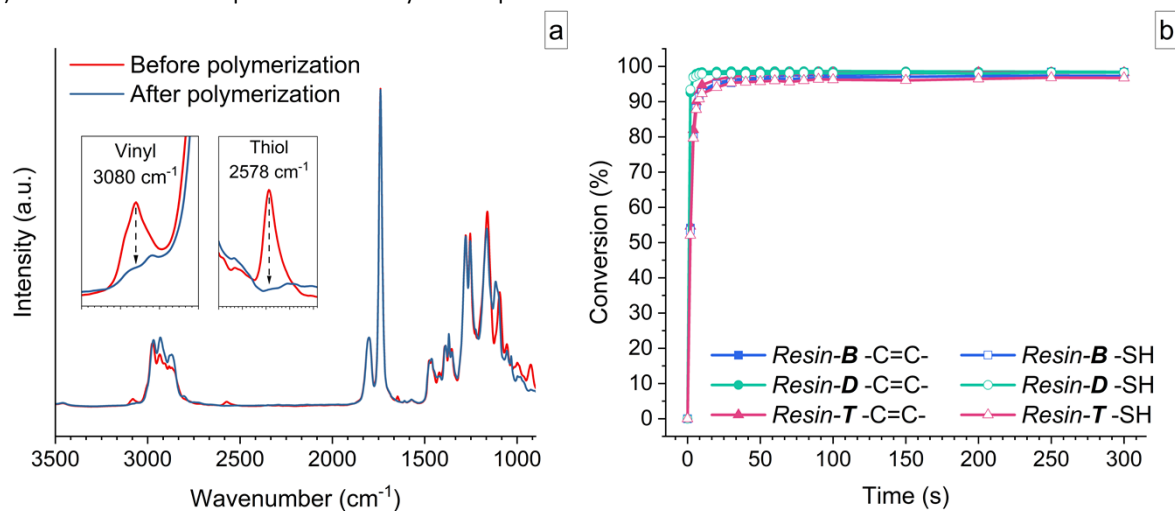 a
Before polymerization
After polymerization
Vinyl
3080 cm⁻¹
Thiol
2578 cm⁻¹
Intensity (a.u.)
3500 3000 2500 2000 1500 1000
Wavenumber (cm⁻¹)
b
100
90
80
70
60
50
40
30
20
10
0
Conversion (%)
Resin-B -C=C- Resin-B -SH
Resin-D -C=C- Resin-D -SH
Resin-T -C=C- Resin-T -SH
0 50 100 150 200 250 300
Time (s)